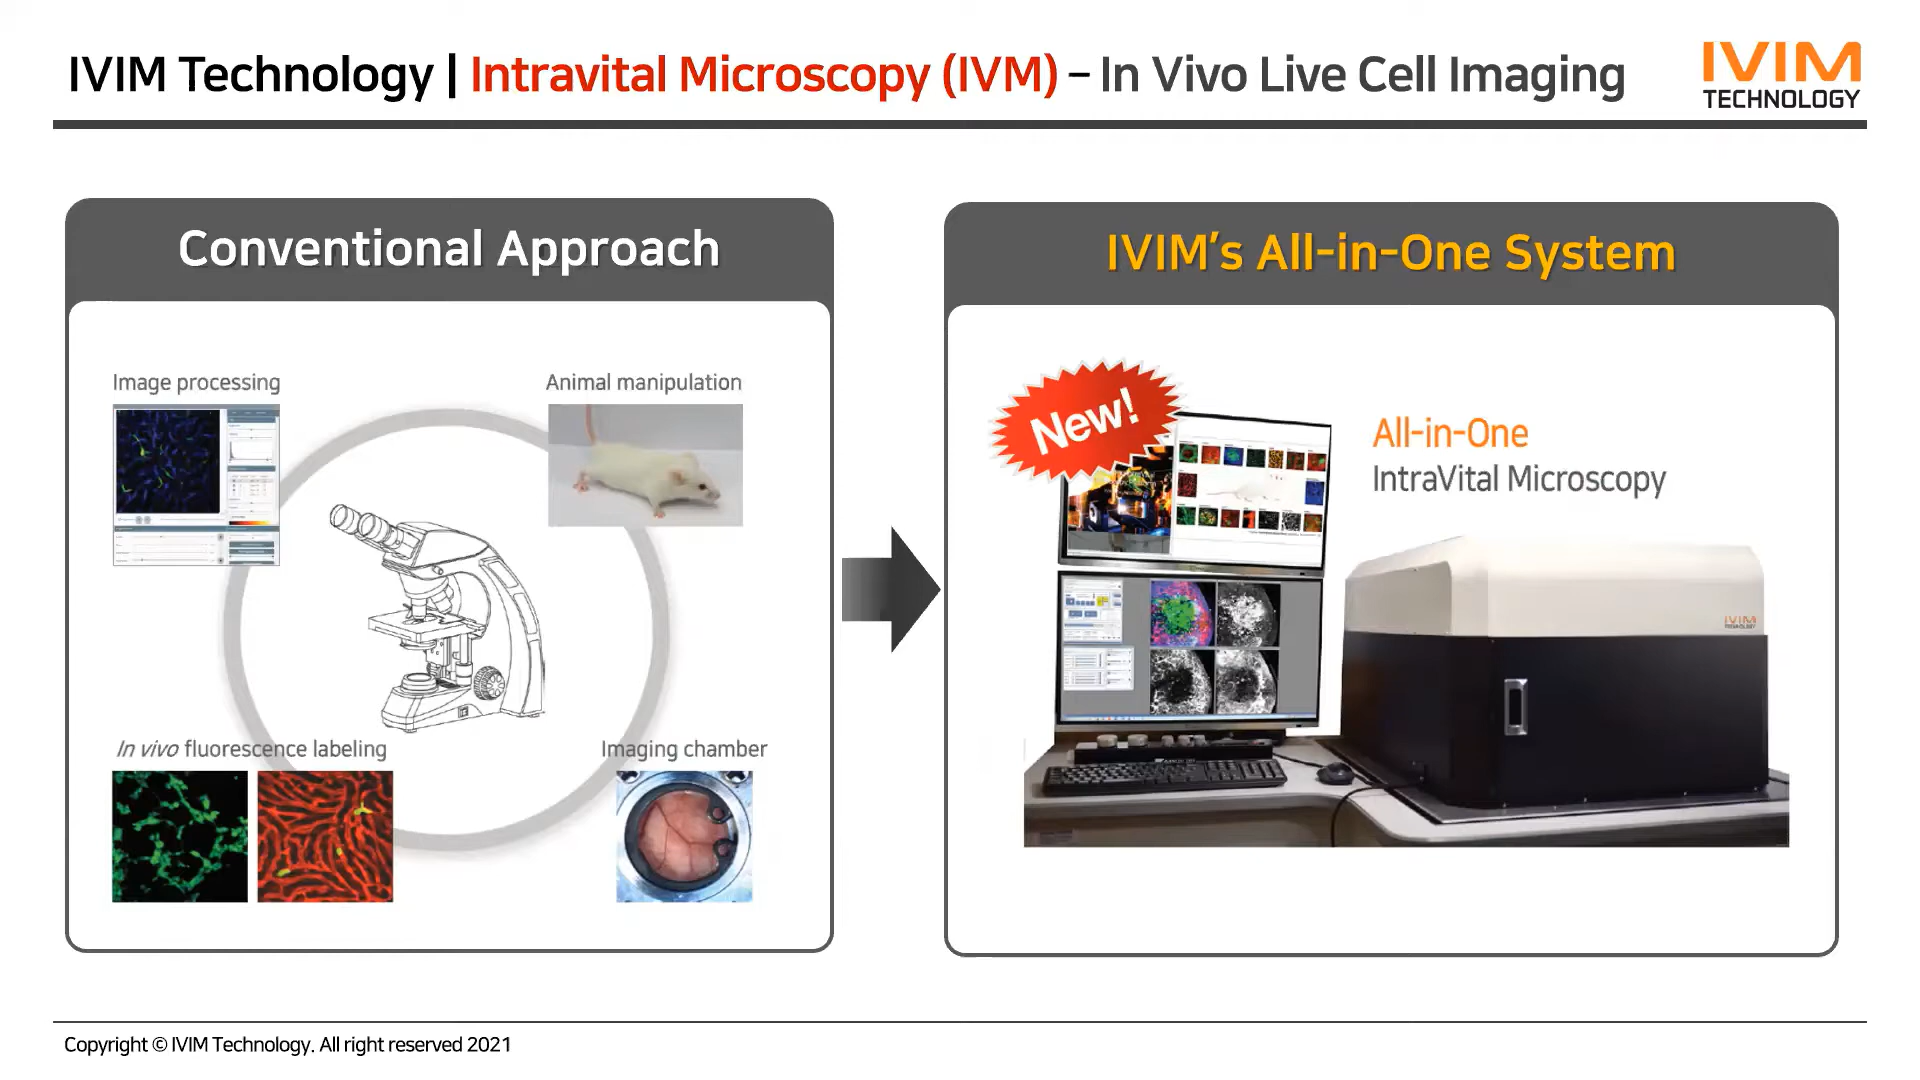 IVIM Technology | Intravital Microscopy (IVM) – In Vivo Live Cell Imaging
IVIM
TECHNOLOGY
Conventional Approach
Image processing
Animal manipulation
In vivo fluorescence labeling
Imaging chamber
IVIM’s All-in-One System
New!
All-in-One
IntraVital Microscopy
IVIM
TECHNOLOGY
Copyright © IVIM Technology. All right reserved 2021